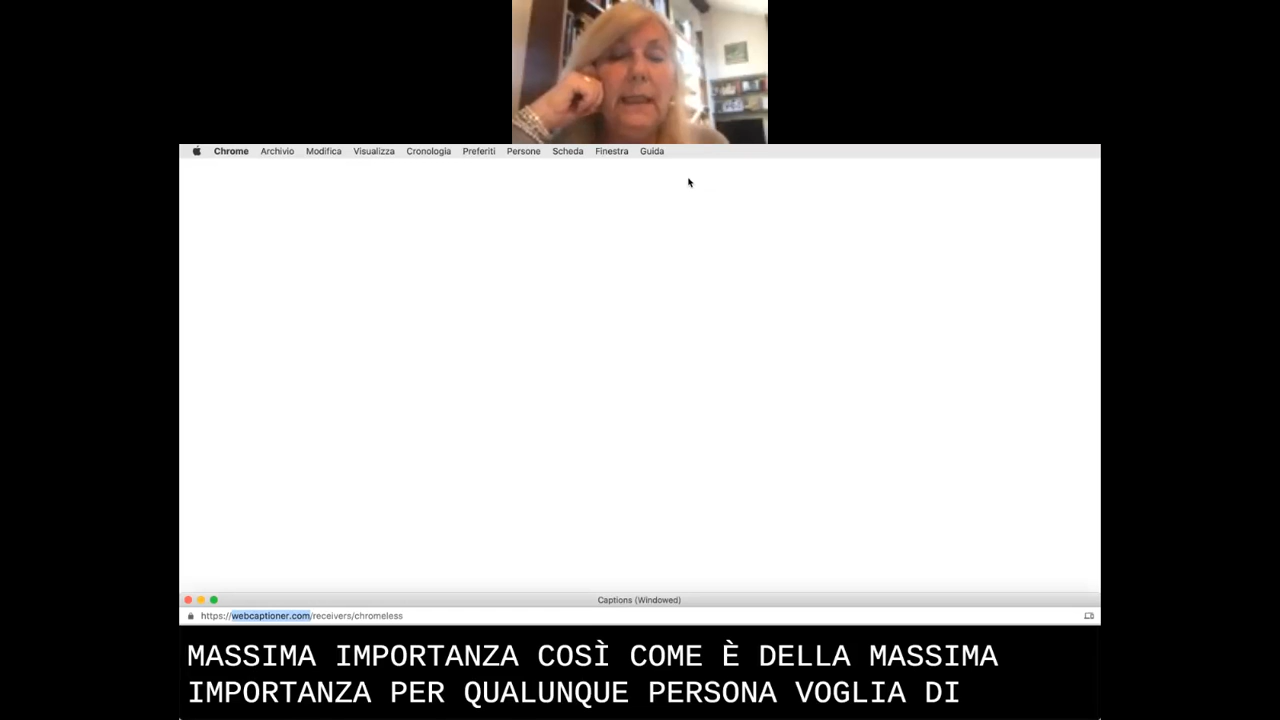 Chrome Archivio Modifica Visualizza Cronologia Preferiti Persone Scheda Finestra Guida
Captions (Windowed)
https://webcaptioner.com/receivers/chromeless
MASSIMA IMPORTANZA COSÌ COME È DELLA MASSIMA
IMPORTANZA PER QUALUNQUE PERSONA VOGLIA DI